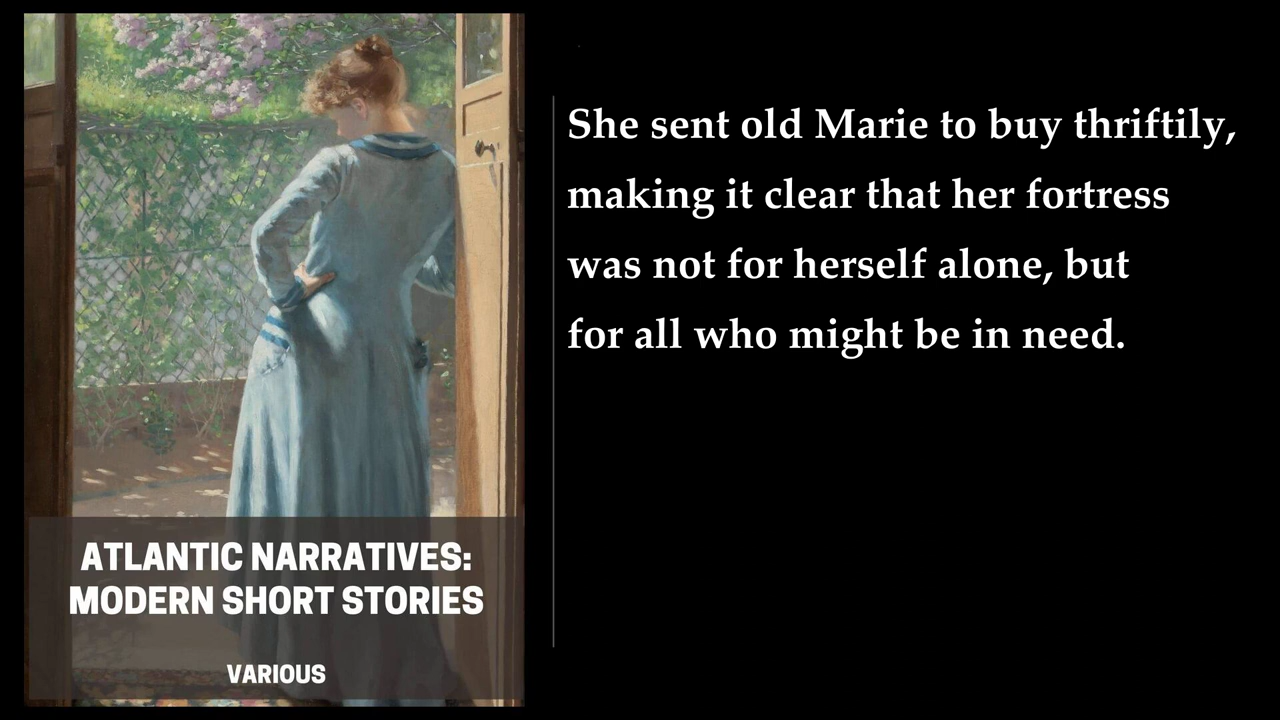 She sent old Marie to buy thriftily,
making it clear that her fortress
was not for herself alone, but
for all who might be in need.
ATLANTIC NARRATIVES:
MODERN SHORT STORIES
VARIOUS